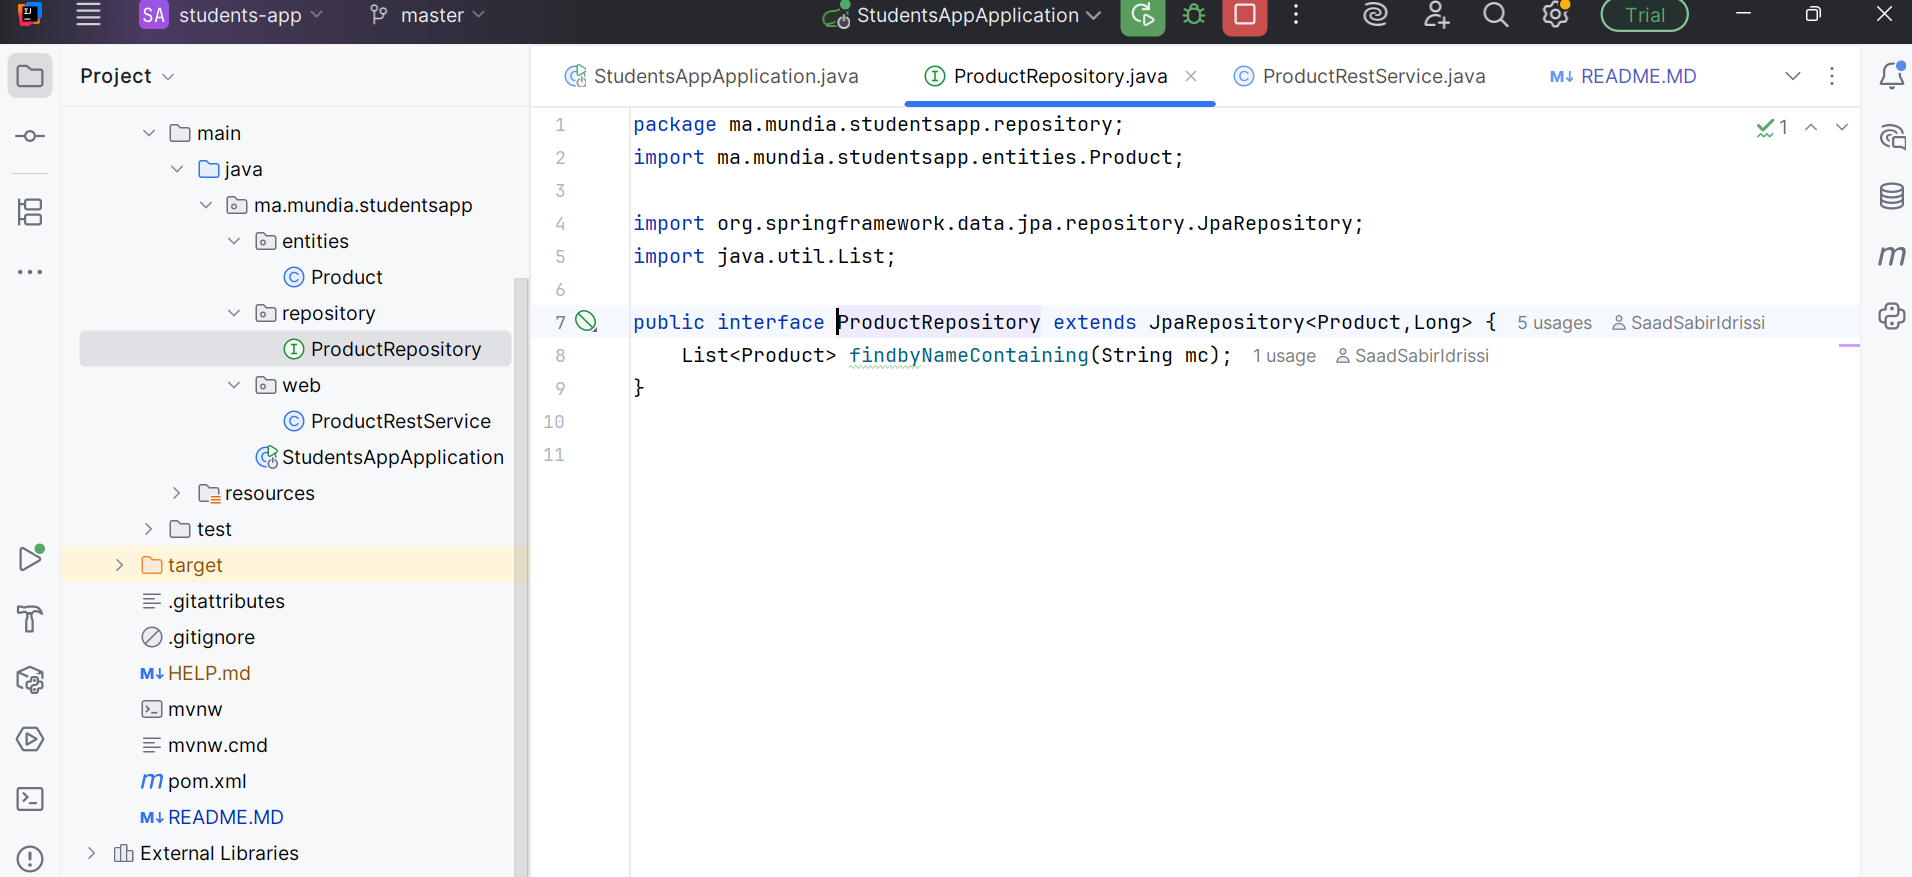 SA students-app master StudentsAppApplication Trial
Project
StudentsAppApplication.java ProductRepository.java ProductRestService.java M↓ README.MD
main
java
ma.mundia.studentsapp
entities
Product
repository
ProductRepository
web
ProductRestService
StudentsAppApplication
resources
test
target
.gitattributes
.gitignore
M↓ HELP.md
mvnw
mvnw.cmd
m pom.xml
M↓ README.MD
External Libraries
1 package ma.mundia.studentsapp.repository;
2 import ma.mundia.studentsapp.entities.Product;
3
4 import org.springframework.data.jpa.repository.JpaRepository;
5 import java.util.List;
6
7 public interface ProductRepository extends JpaRepository<Product,Long> { 5 usages SaadSabirIdrissi
8 List<Product> findbyNameContaining(String mc); 1 usage SaadSabirIdrissi
9 }
10
11
1
m